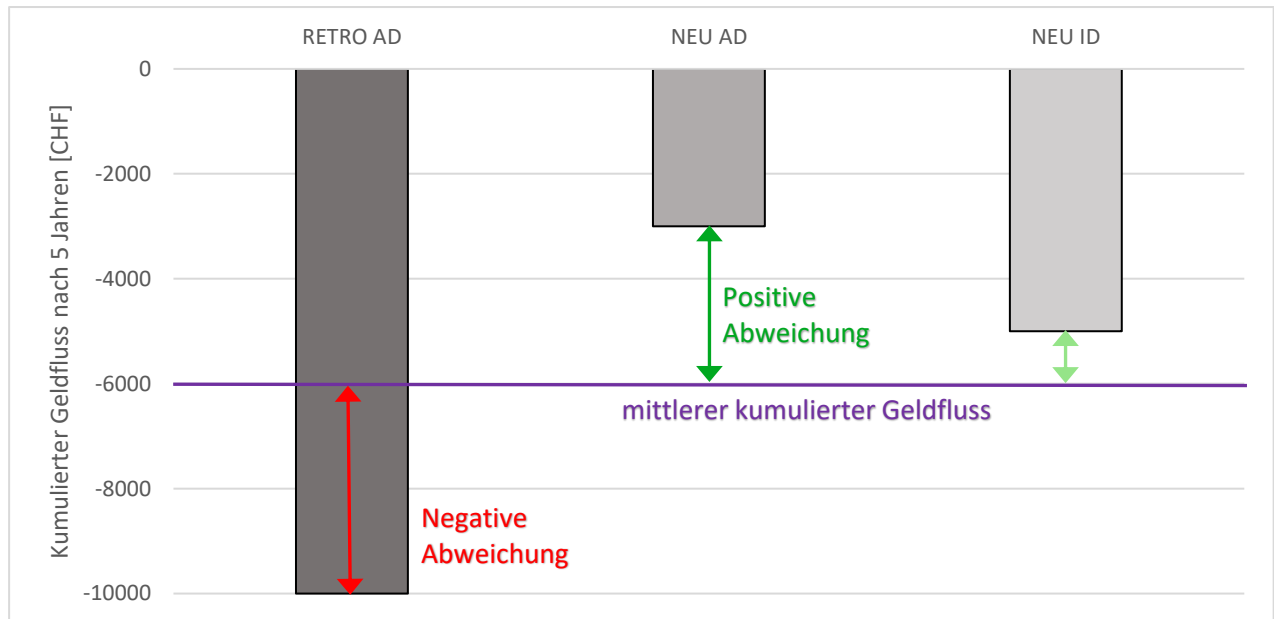 RETRO AD
NEU AD
NEU ID
Kumulierter Geldfluss nach 5 Jahren [CHF]
0
-2000
-4000
-6000
-8000
-10000
Positive
Abweichung
mittlerer kumulierter Geldfluss
Negative
Abweichung